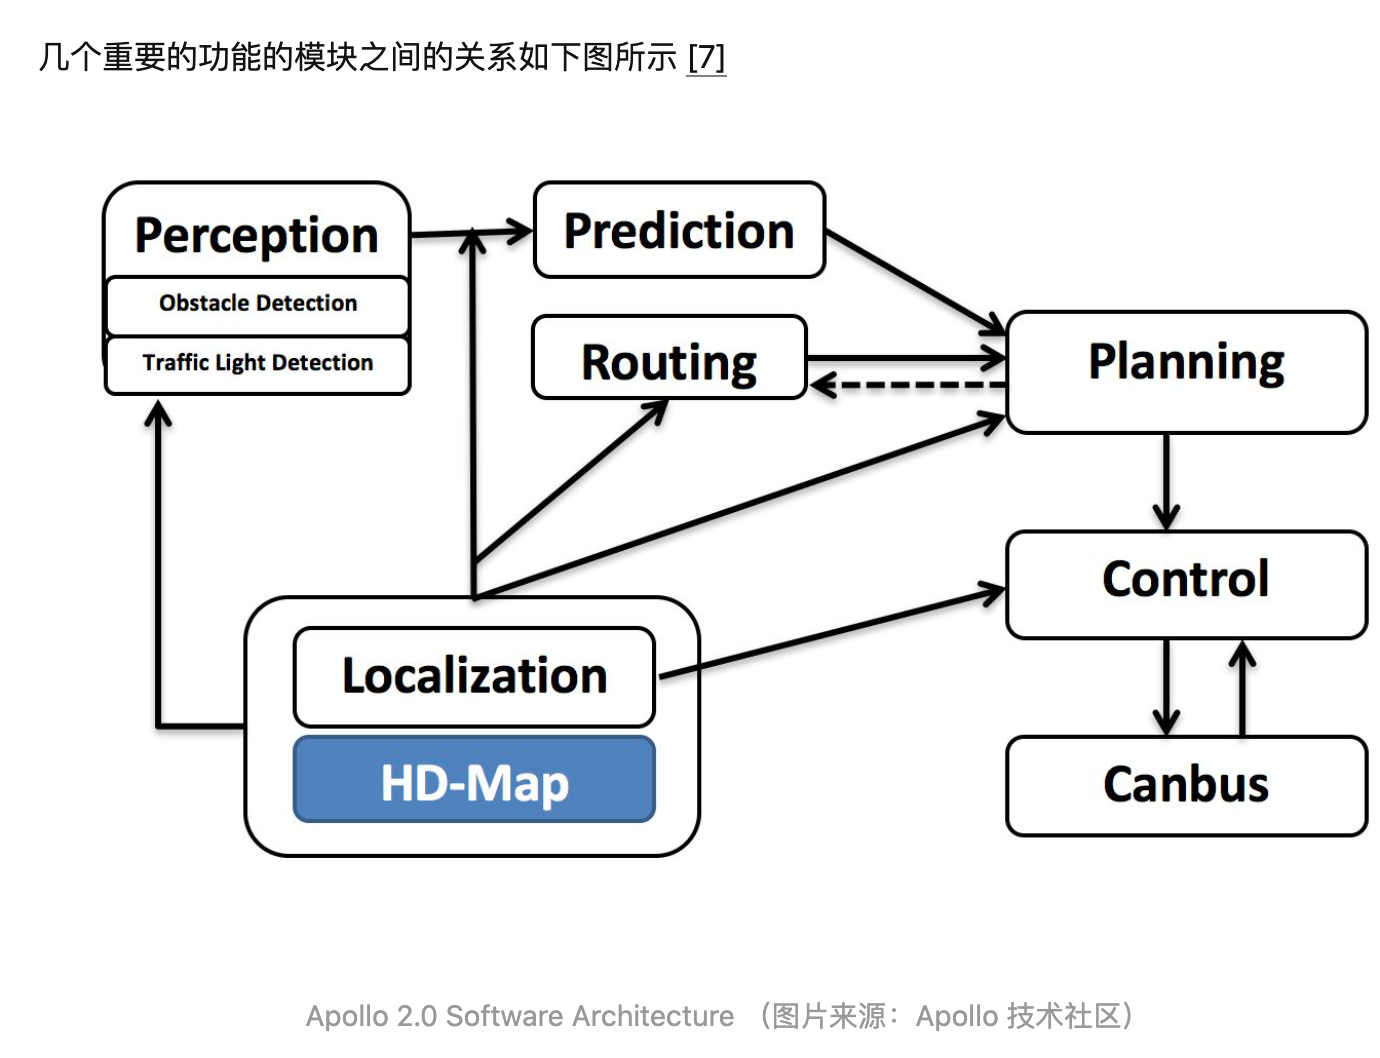 几个重要的功能的模块之间的关系如下图所示 [7]
Perception
Obstacle Detection
Traffic Light Detection
Prediction
Routing
Planning
Control
Localization
HD-Map
Canbus
Apollo 2.0 Software Architecture （图片来源：Apollo 技术社区）